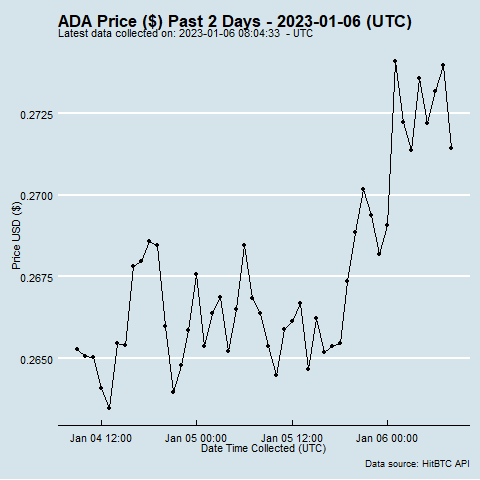 ADA Price ($) Past 2 Days - 2023-01-06 (UTC)
Latest data collected on: 2023-01-06 08:04:33 - UTC
Price USD ($)
0.2725
0.2700
0.2675
0.2650
Jan 04 12:00
Jan 05 00:00
Jan 05 12:00
Jan 06 00:00
Date Time Collected (UTC)
Data source: HitBTC API